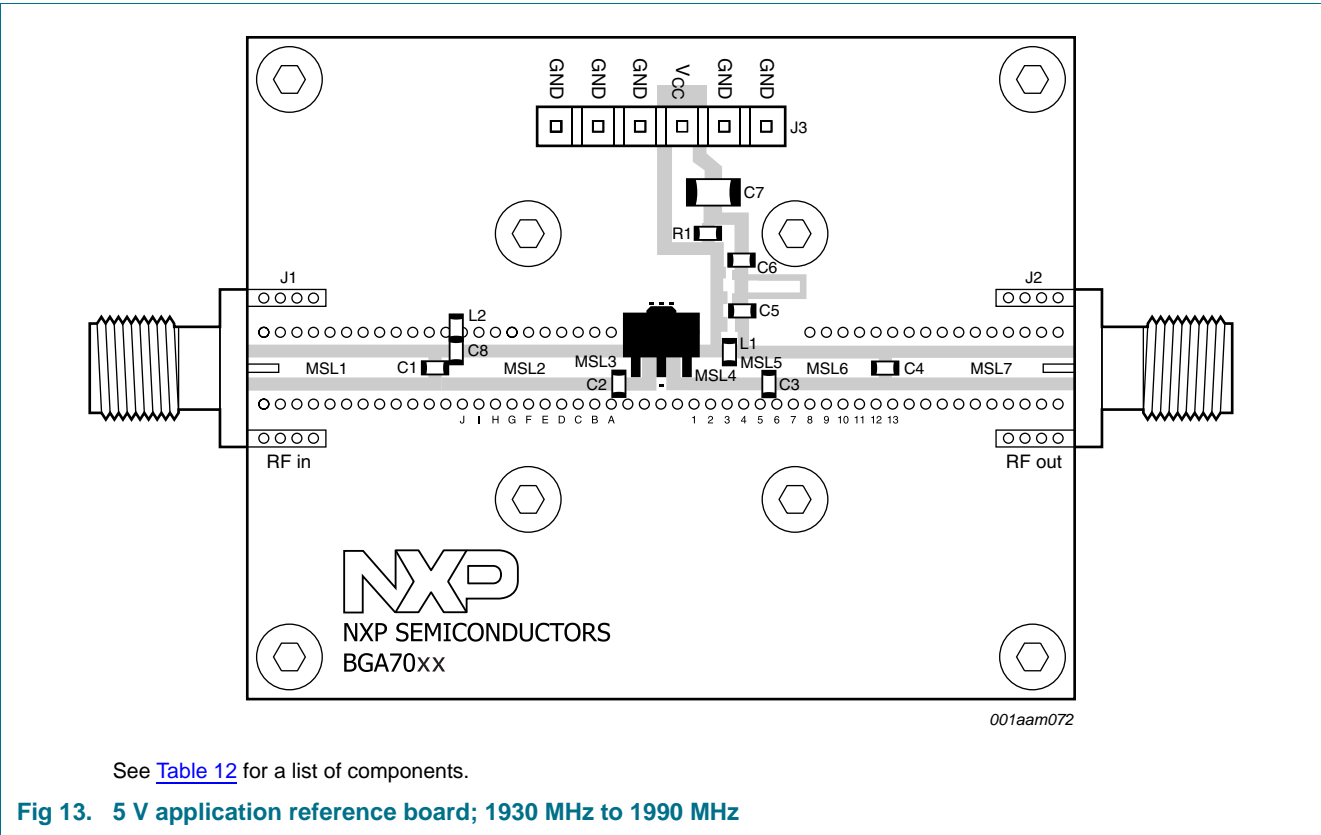 GND GND GND VCC GND GND
J3
C7
R1
C6
J1
J2
C5
L2
L1
C8
MSL1
C1
MSL2
MSL3
MSL4
MSL5
MSL6
C4
MSL7
C2
C3
J I H G F E D C B A 1 2 3 4 5 6 7 8 9 10 11 12 13
RF in
RF out
NXP
NXP SEMICONDUCTORS
BGA70xx
001aam072
See Table 12 for a list of components.
Fig 13. 5 V application reference board; 1930 MHz to 1990 MHz